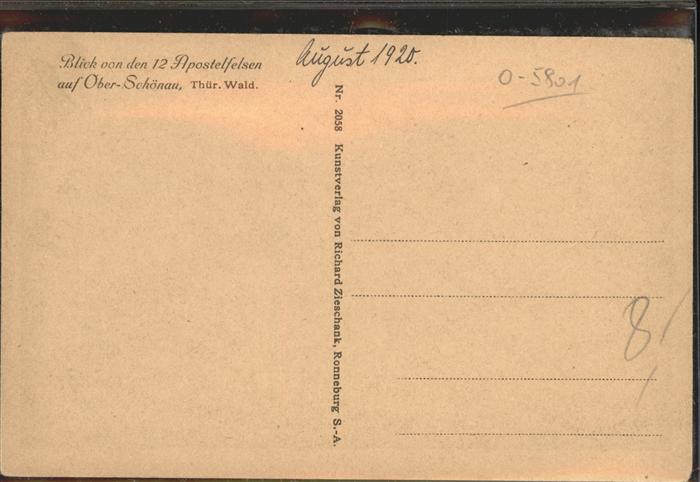 Blick von den 12 Apostelfelsen
auf Ober-Schönau, Thür. Wald.
August 1920.
O-5801
Nr. 2058 Kunstverlag von Richard Zieschank, Ronneburg S.-A.
8,